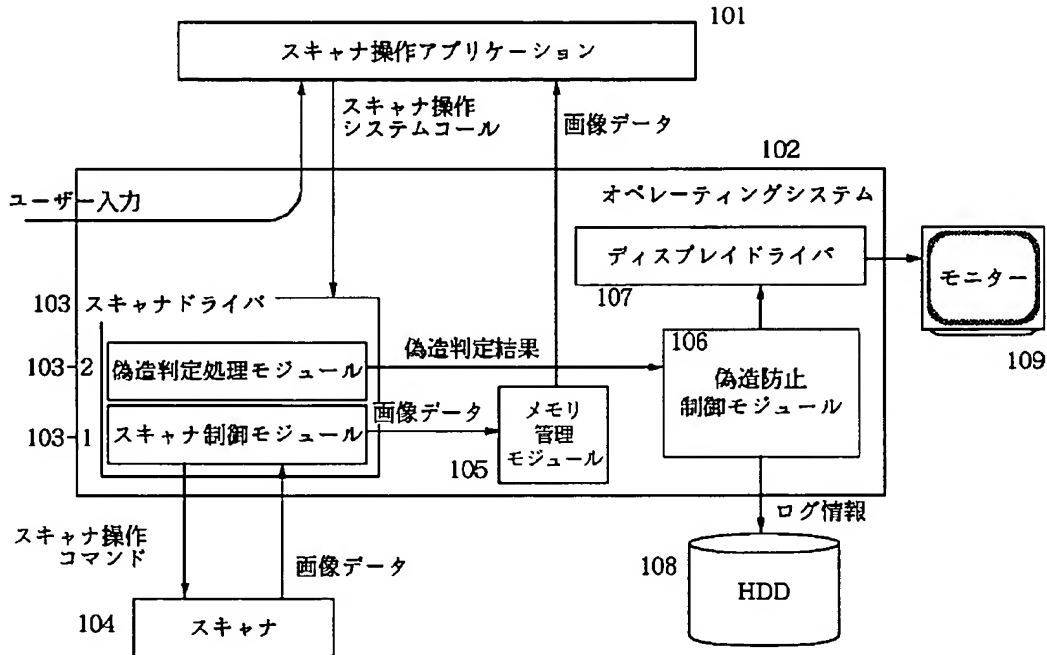 101
スキャナ操作アプリケーション
スキャナ操作
システムコール
画像データ
102
ユーザー入力
オペレーティングシステム
ディスプレイドライバ
107
モニター
109
103
スキャナドライバ
103-2
偽造判定処理モジュール
偽造判定結果
106
偽造防止
制御モジュール
103-1
スキャナ制御モジュール
画像データ
メモリ
管理
モジュール
105
スキャナ操作
コマンド
画像データ
ログ情報
108
HDD
104
スキャナ